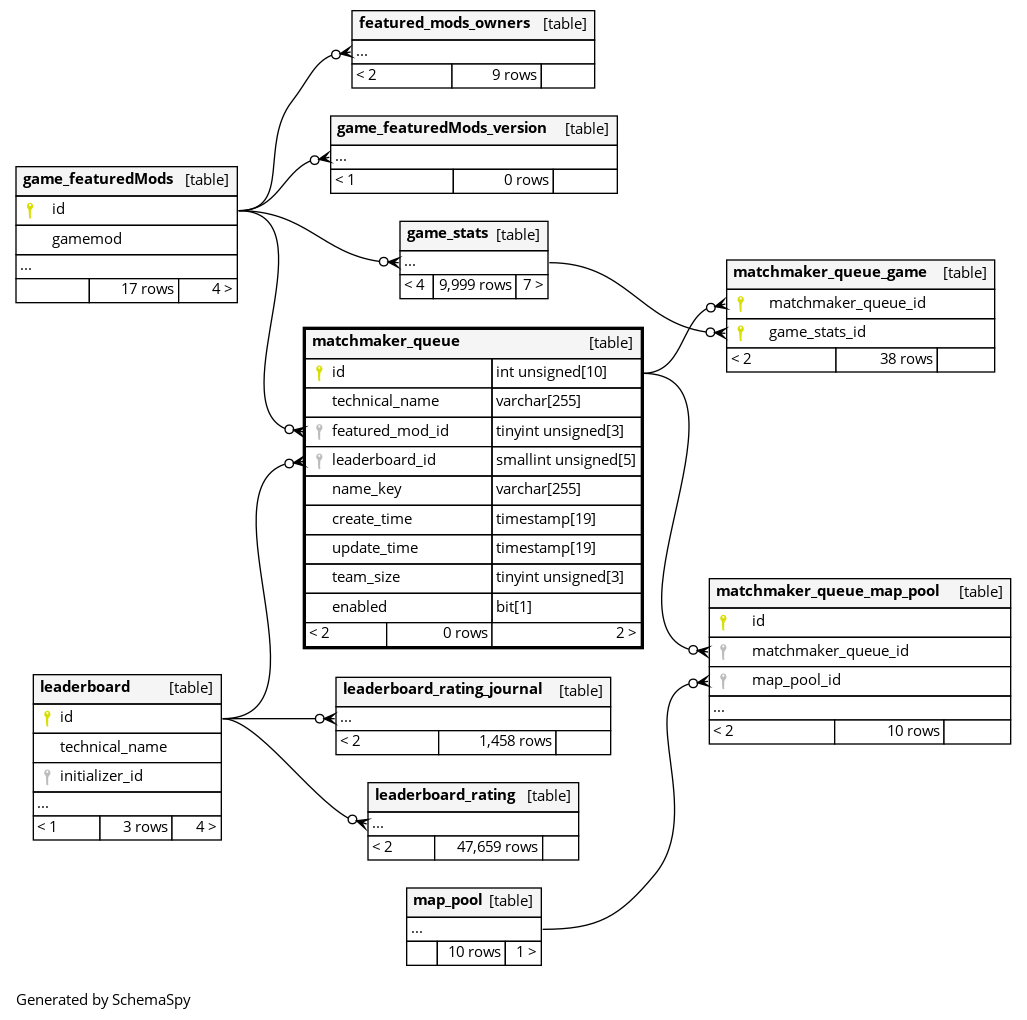 featured_mods_owners [table]
...
< 2 9 rows
game_featuredMods_version [table]
...
< 1 0 rows
game_featuredMods [table]
id
gamemod
...
17 rows 4 >
game_stats [table]
...
< 4 9,999 rows 7 >
matchmaker_queue_game [table]
matchmaker_queue_id
game_stats_id
< 2 38 rows
matchmaker_queue [table]
id int unsigned[10]
technical_name varchar[255]
featured_mod_id tinyint unsigned[3]
leaderboard_id smallint unsigned[5]
name_key varchar[255]
create_time timestamp[19]
update_time timestamp[19]
team_size tinyint unsigned[3]
enabled bit[1]
< 2 0 rows 2 >
matchmaker_queue_map_pool [table]
id
matchmaker_queue_id
map_pool_id
...
< 2 10 rows
leaderboard [table]
id
technical_name
initializer_id
...
< 1 3 rows 4 >
leaderboard_rating_journal [table]
...
< 2 1,458 rows
leaderboard_rating [table]
...
< 2 47,659 rows
map_pool [table]
...
10 rows 1 >
Generated by SchemaSpy